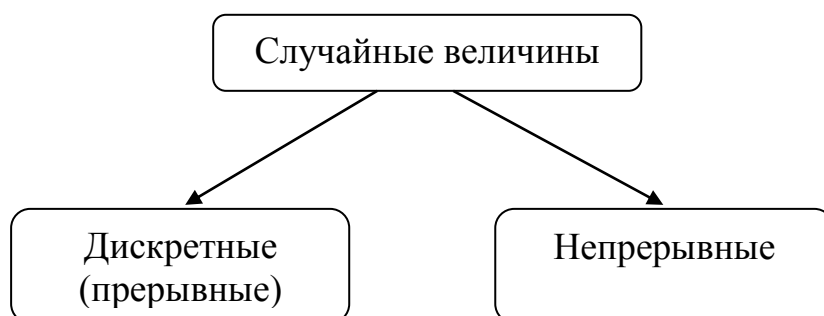 Случайные величины
Дискретные
(прерывные)
Непрерывные